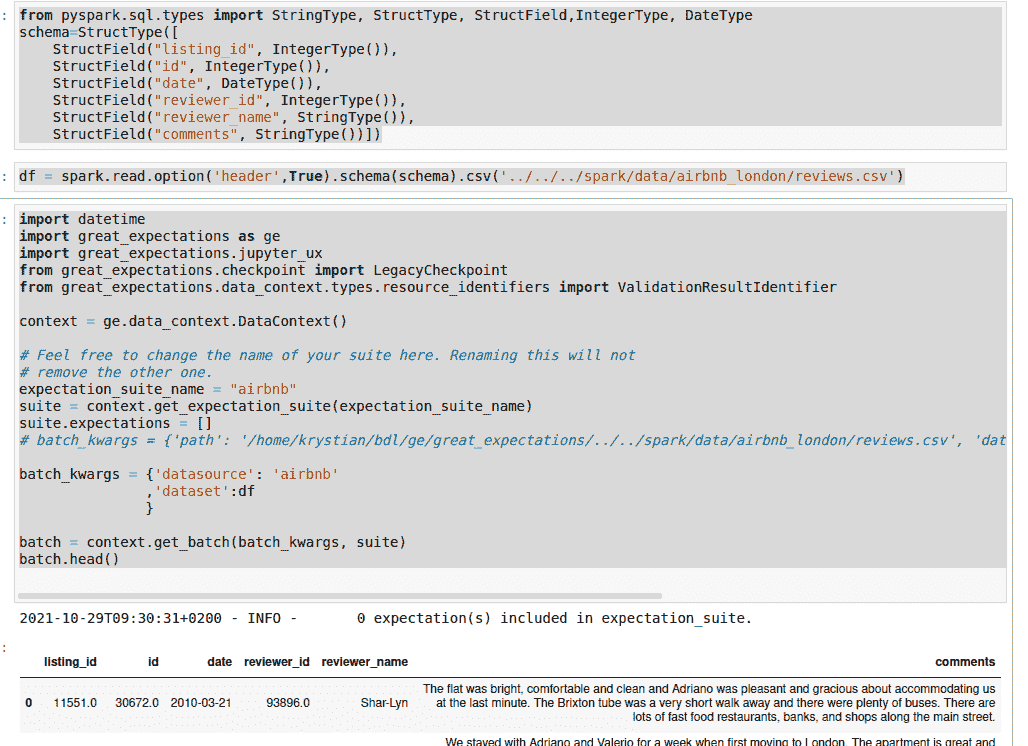 from pyspark.sql.types import StringType, StructType, StructField,IntegerType, DateType
schema=StructType([
    StructField("listing_id", IntegerType()),
    StructField("id", IntegerType()),
    StructField("date", DateType()),
    StructField("reviewer_id", IntegerType()),
    StructField("reviewer_name", StringType()),
    StructField("comments", StringType())])
df = spark.read.option('header',True).schema(schema).csv('../../../spark/data/airbnb_london/reviews.csv')
import datetime
import great_expectations as ge
import great_expectations.jupyter_ux
from great_expectations.checkpoint import LegacyCheckpoint
from great_expectations.data_context.types.resource_identifiers import ValidationResultIdentifier
context = ge.data_context.DataContext()
# Feel free to change the name of your suite here. Renaming this will not
# remove the other one.
expectation_suite_name = "airbnb"
suite = context.get_expectation_suite(expectation_suite_name)
suite.expectations = []
# batch_kwargs = {'path': '/home/krystian/bdl/ge/great_expectations/../../spark/data/airbnb_london/reviews.csv', 'dat
batch_kwargs = {'datasource': 'airbnb'
               ,'dataset':df
               }
batch = context.get_batch(batch_kwargs, suite)
batch.head()
2021-10-29T09:30:31+0200 - INFO -       0 expectation(s) included in expectation_suite.
listing_id id date reviewer_id reviewer_name comments
The flat was bright, comfortable and clean and Adriano was pleasant and gracious about accommodating us
0 11551.0 30672.0 2010-03-21 93896.0 Shar-Lyn at the last minute. The Brixton tube was a very short walk away and there were plenty of buses. There are
lots of fast food restaurants, banks, and shops along the main street.
We stayed with Adriano and Valerio for a week when first moving to London. The apartment is great and